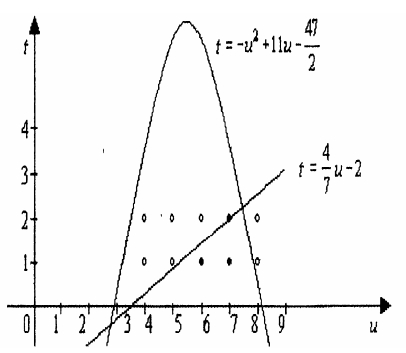 t
t = -u² + 11u - 47/2
4
t = 4/7 u - 2
3
2
1
0 1 2 3 4 5 6 7 8 9 u